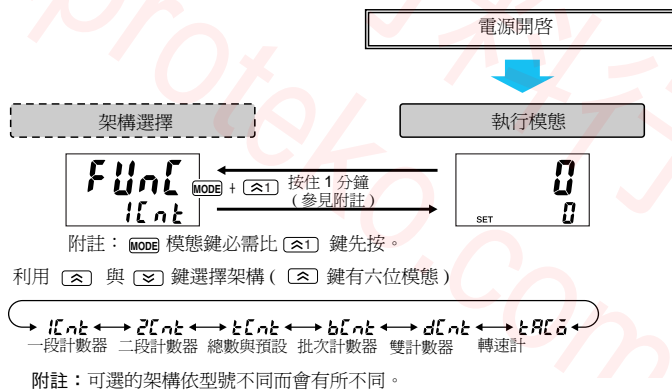 電源開啓
架構選擇
執行模態
FUnC
1Cnt
MODE + ︽1 按住 1 分鐘
(參見附註)
0
SET 0
附註： MODE 模態鍵必需比 ︽1 鍵先按。
利用 ︽ 與 ︾ 鍵選擇架構 ( ︽ 鍵有六位模態)
1Cnt 2Cnt tCnt bCnt dCnt tACo
一段計數器 二段計數器 總數與預設 批次計數器 雙計數器 轉速計
附註：可選的架構依型號不同而會有所不同。
proteko.com
料行